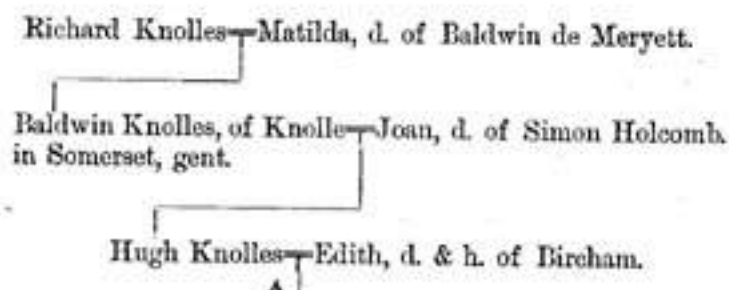 Richard Knolles Matilda, d. of Baldwin de Meryett.
Baldwin Knolles, of Knolle Joan, d. of Simon Holcomb.
in Somerset, gent.
Hugh Knolles Edith, d. & h. of Bircham.